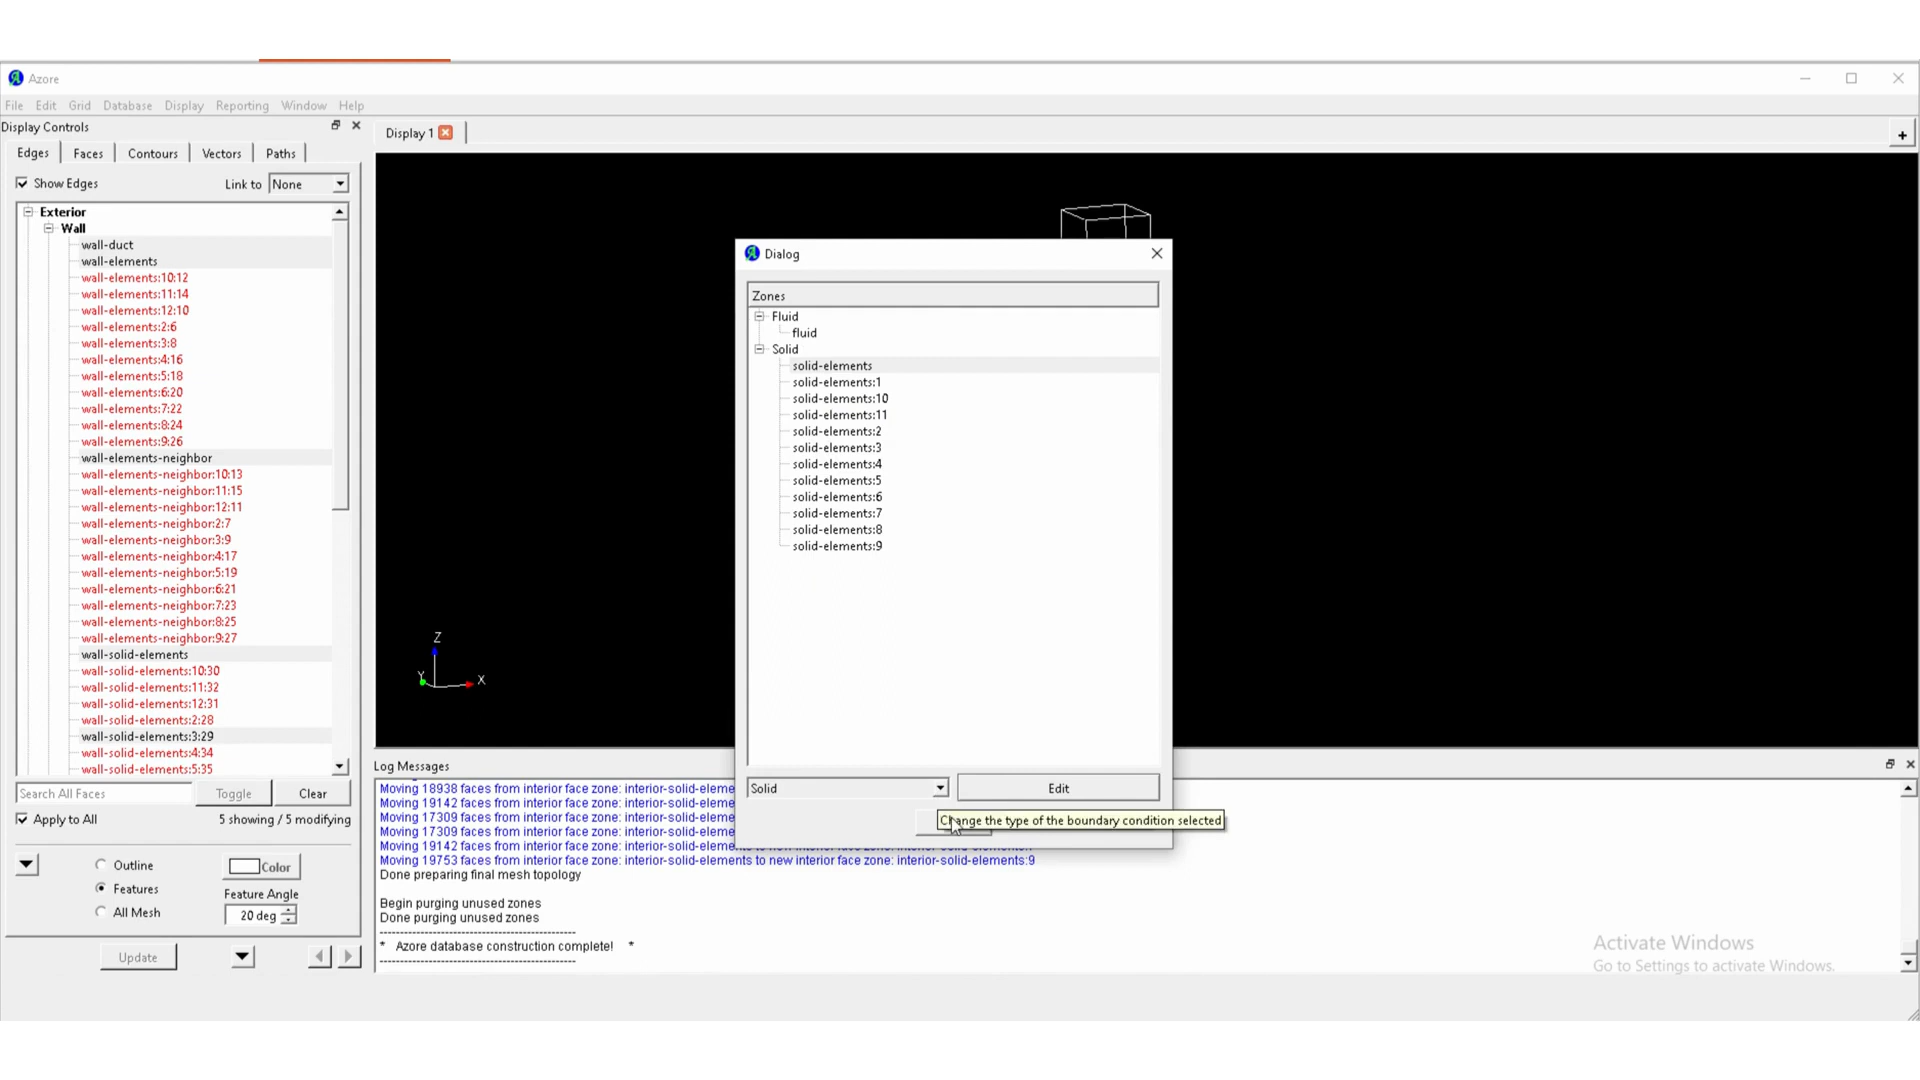 Azore
File Edit Grid Database Display Reporting Window Help
Display Controls
Edges Faces Contours Vectors Paths
Show Edges Link to None
Exterior
Wall
wall-duct
wall-elements
wall-elements:10:12
wall-elements:11:14
wall-elements:12:10
wall-elements:2:6
wall-elements:3:8
wall-elements:4:16
wall-elements:5:18
wall-elements:6:20
wall-elements:7:22
wall-elements:8:24
wall-elements:9:26
wall-elements-neighbor
wall-elements-neighbor:10:13
wall-elements-neighbor:11:15
wall-elements-neighbor:12:11
wall-elements-neighbor:2:7
wall-elements-neighbor:3:9
wall-elements-neighbor:4:17
wall-elements-neighbor:5:19
wall-elements-neighbor:6:21
wall-elements-neighbor:7:23
wall-elements-neighbor:8:25
wall-elements-neighbor:9:27
wall-solid-elements
wall-solid-elements:10:30
wall-solid-elements:11:32
wall-solid-elements:12:31
wall-solid-elements:2:28
wall-solid-elements:3:29
wall-solid-elements:4:34
wall-solid-elements:5:35
Search All Faces Toggle Clear
Apply to All 5 showing / 5 modifying
Outline Color
Features Feature Angle
All Mesh 20 deg
Update
Display 1
+
Z
Y X
Dialog
Zones
Fluid
fluid
Solid
solid-elements
solid-elements:1
solid-elements:10
solid-elements:11
solid-elements:2
solid-elements:3
solid-elements:4
solid-elements:5
solid-elements:6
solid-elements:7
solid-elements:8
solid-elements:9
Solid Edit
Change the type of the boundary condition selected
Log Messages
Moving 18938 faces from interior face zone: interior-solid-eleme
Moving 19142 faces from interior face zone: interior-solid-eleme
Moving 17309 faces from interior face zone: interior-solid-eleme
Moving 17309 faces from interior face zone: interior-solid-eleme
Moving 19142 faces from interior face zone: interior-solid-eleme
Moving 19753 faces from interior face zone: interior-solid-elements to new interior face zone: interior-solid-elements:9
Done preparing final mesh topology
Begin purging unused zones
Done purging unused zones
--------------------------------------------------
* Azore database construction complete! *
--------------------------------------------------
Activate Windows
Go to Settings to activate Windows.